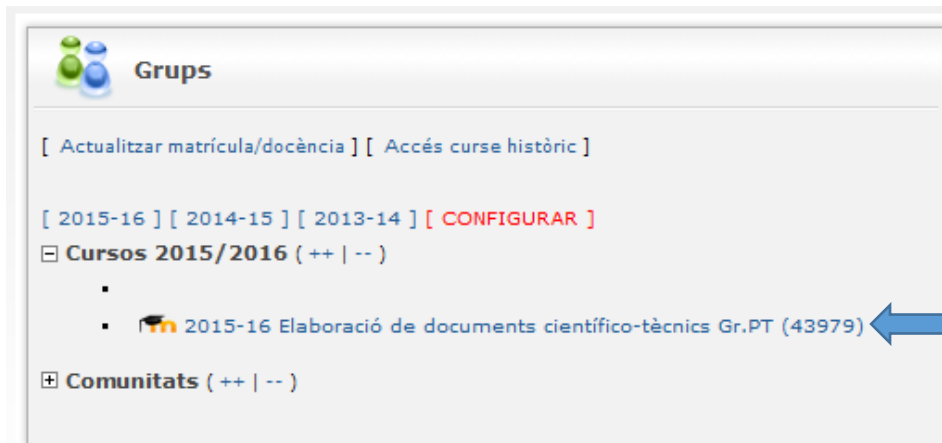 Grups
[ Actualitzar matrícula/docència ] [ Accés curse històric ]
[ 2015-16 ] [ 2014-15 ] [ 2013-14 ] [ CONFIGURAR ]
Cursos 2015/2016 ( ++ | -- )
2015-16 Elaboració de documents científico-tècnics Gr.PT (43979)
Comunitats ( ++ | -- )